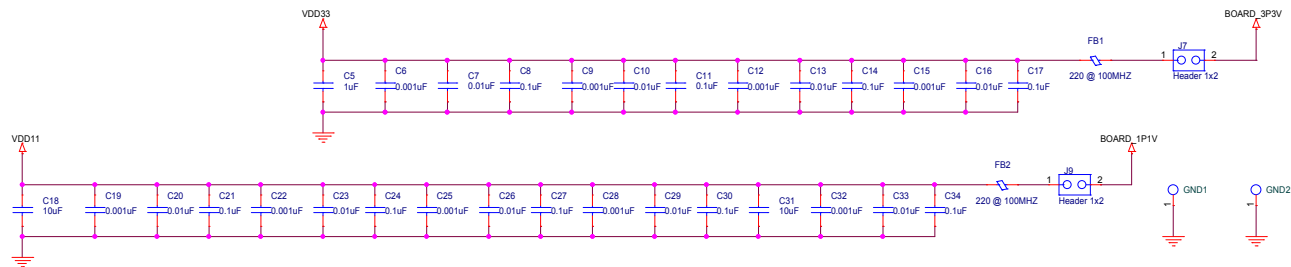 VDD33
BOARD_3P3V
FB1
J7
1 2
220 @ 100MHZ
Header 1x2
C5
1uF
C6
0.001uF
C7
0.01uF
C8
0.1uF
C9
0.001uF
C10
0.01uF
C11
0.1uF
C12
0.001uF
C13
0.01uF
C14
0.1uF
C15
0.001uF
C16
0.01uF
C17
0.1uF
VDD11
BOARD_1P1V
FB2
J9
1 2
220 @ 100MHZ
Header 1x2
C18
10uF
C19
0.001uF
C20
0.01uF
C21
0.1uF
C22
0.001uF
C23
0.01uF
C24
0.1uF
C25
0.001uF
C26
0.01uF
C27
0.1uF
C28
0.001uF
C29
0.01uF
C30
0.1uF
C31
10uF
C32
0.001uF
C33
0.01uF
C34
0.1uF
GND1
1
GND2
1